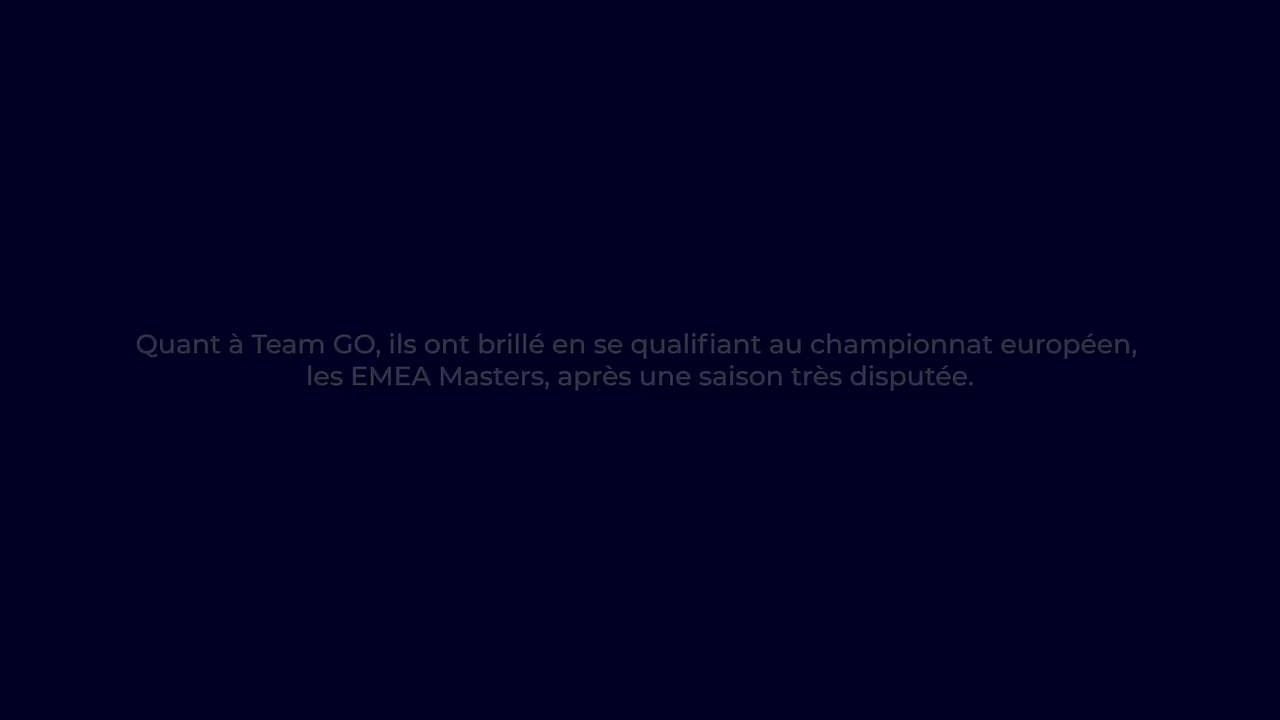 Quant à Team GO, ils ont brillé en se qualifiant au championnat européen,
les EMEA Masters, après une saison très disputée.